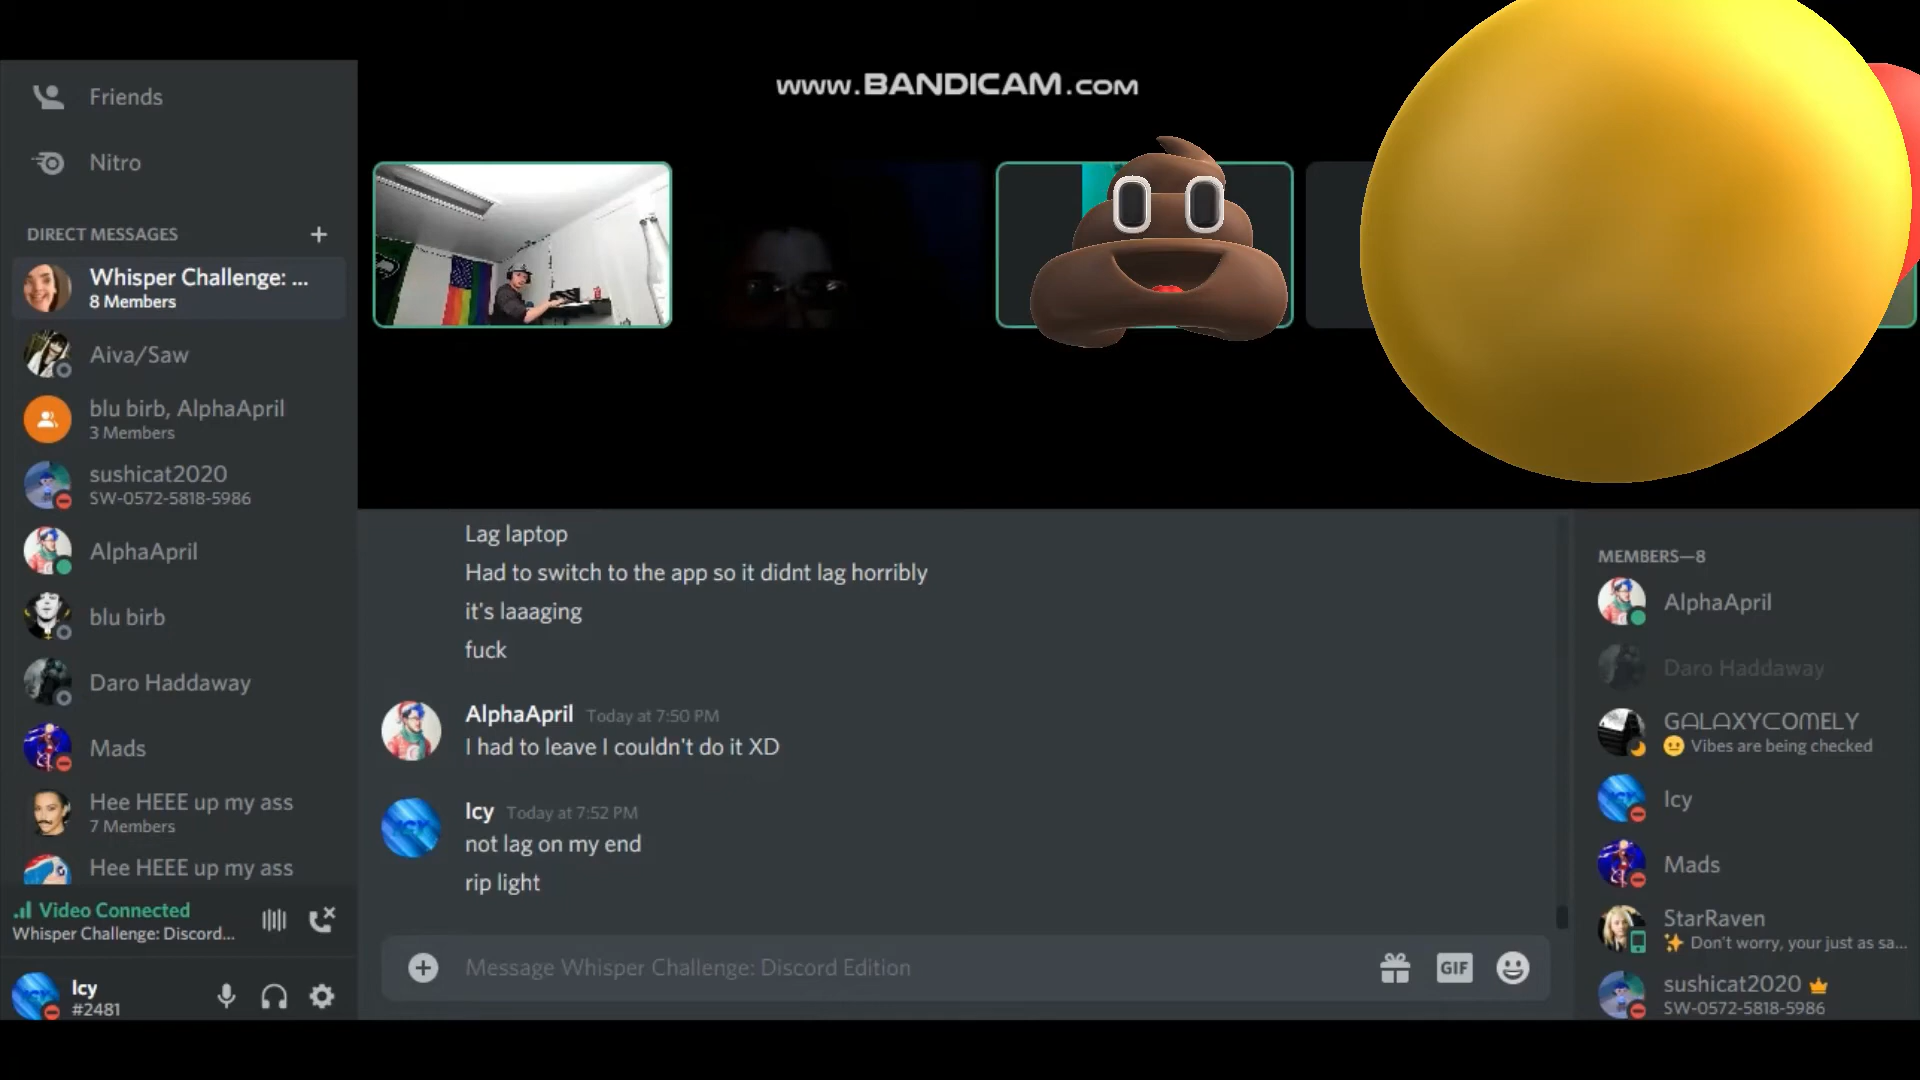 www.BANDICAM.com
Friends
Nitro
DIRECT MESSAGES
Whisper Challenge: ...
8 Members
Aiva/Saw
blu birb, AlphaApril
3 Members
sushicat2020
SW-0572-5818-5986
AlphaApril
blu birb
Daro Haddaway
Mads
Hee HEEE up my ass
7 Members
Hee HEEE up my ass
Video Connected
Whisper Challenge: Discord...
Icy
#2481
Lag laptop
Had to switch to the app so it didnt lag horribly
it's laaaging
fuck
AlphaApril Today at 7:50 PM
I had to leave I couldn't do it XD
Icy Today at 7:52 PM
not lag on my end
rip light
Message Whisper Challenge: Discord Edition
GIF
MEMBERS—8
AlphaApril
Daro Haddaway
GALAXYCOMELY
Vibes are being checked
Icy
Mads
StarRaven
Don't worry, your just as sa...
sushicat2020
SW-0572-5818-5986